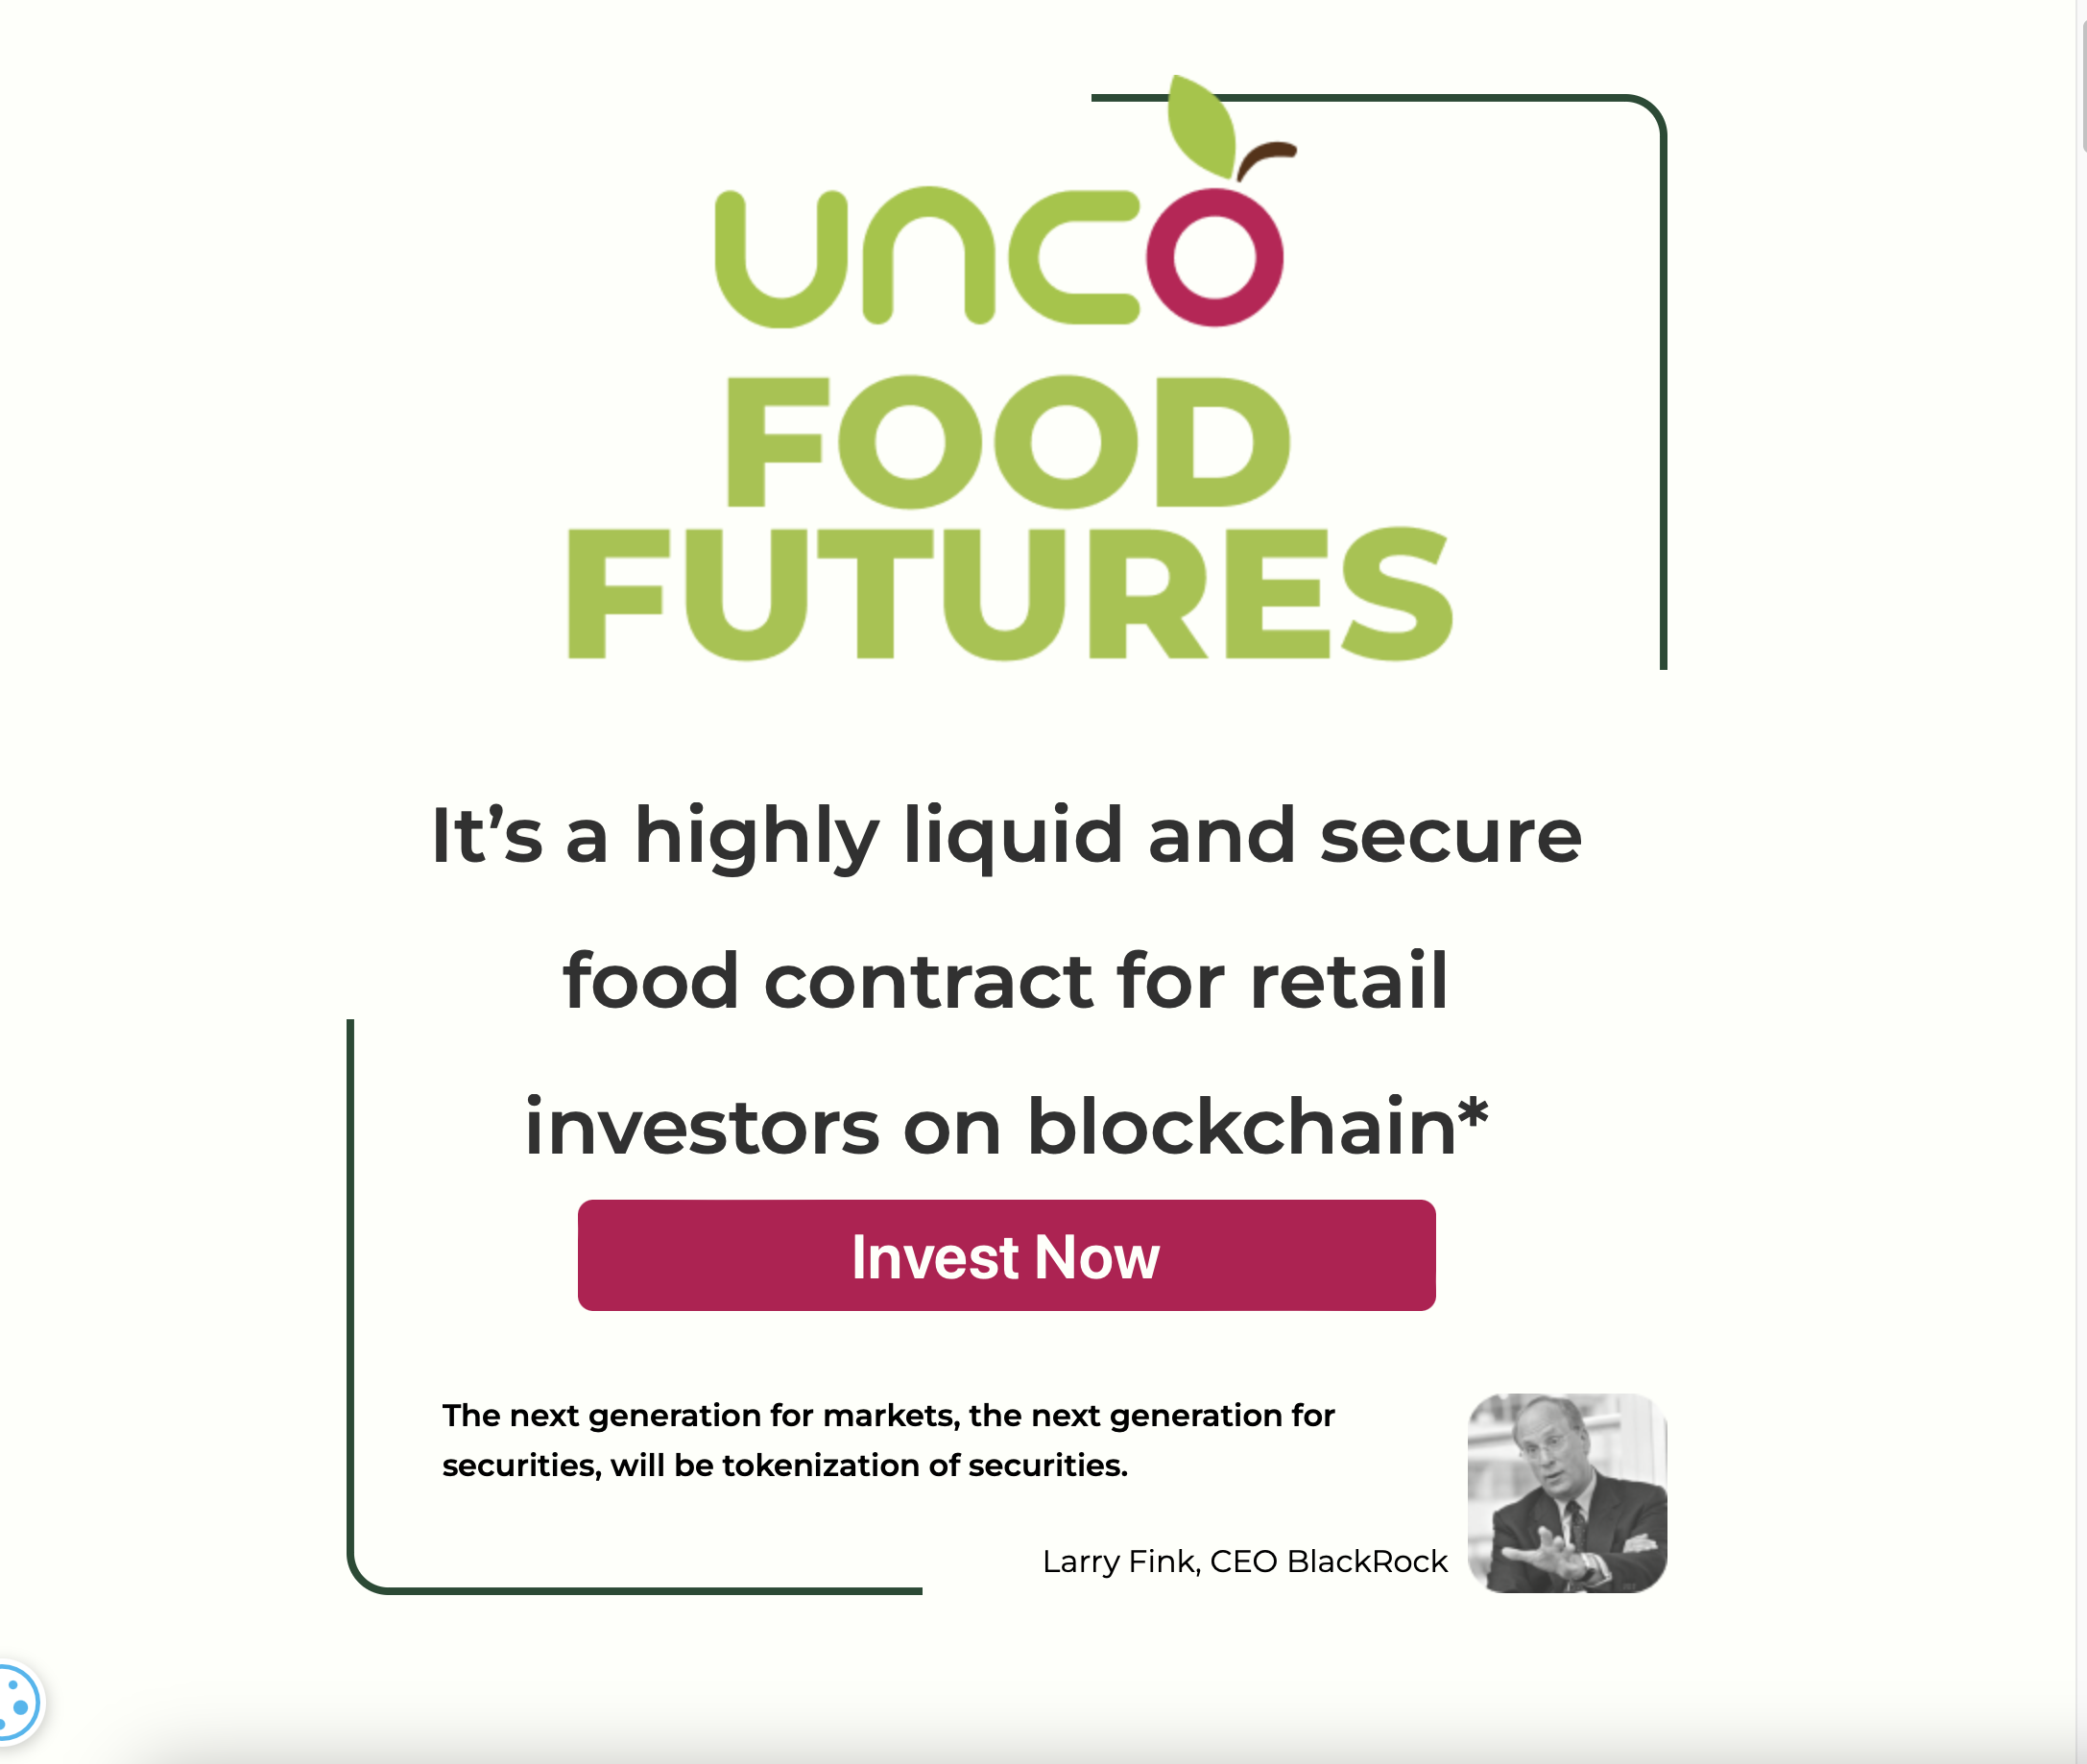 unco
FOOD
FUTURES
It’s a highly liquid and secure
food contract for retail
investors on blockchain*
Invest Now
The next generation for markets, the next generation for
securities, will be tokenization of securities.
Larry Fink, CEO BlackRock